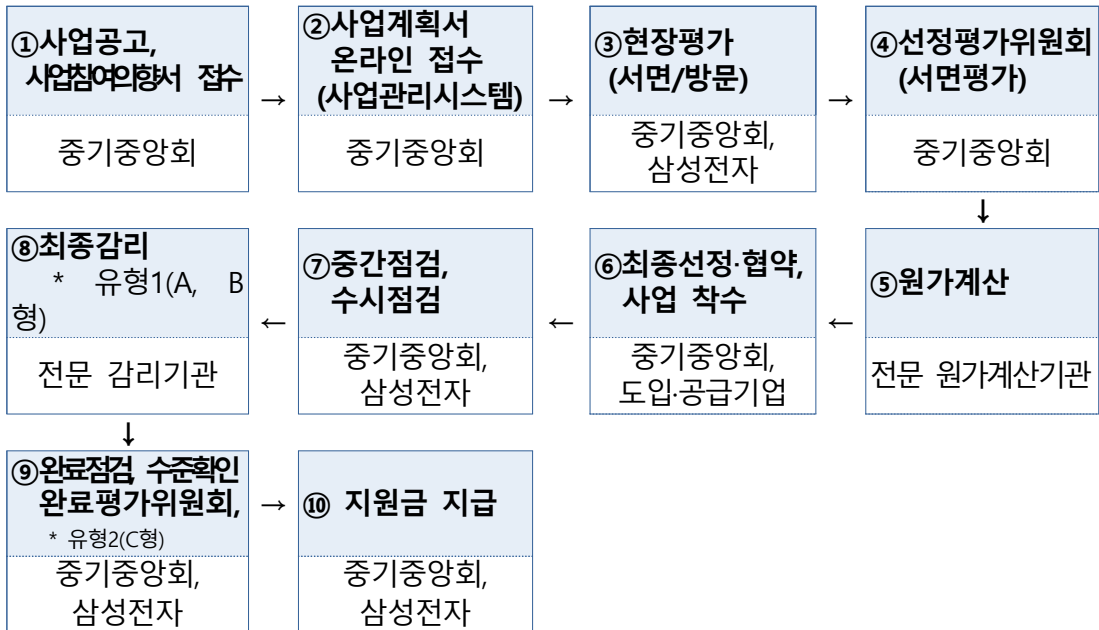 ①사업공고,
사업참여의향서 접수
중기중앙회
→
②사업계획서
온라인 접수
(사업관리시스템)
중기중앙회
→
③현장평가
(서면/방문)
중기중앙회,
삼성전자
→
④선정평가위원회
(서면평가)
중기중앙회
↓
⑤원가계산
전문 원가계산기관
←
⑥최종선정·협약,
사업 착수
중기중앙회,
도입·공급기업
←
⑦중간점검,
수시점검
중기중앙회,
삼성전자
←
⑧최종감리
* 유형1(A, B
형)
전문 감리기관
↓
⑨완료점검, 수준확인
완료평가위원회,
* 유형2(C형)
중기중앙회,
삼성전자
→
⑩ 지원금 지급
중기중앙회,
삼성전자